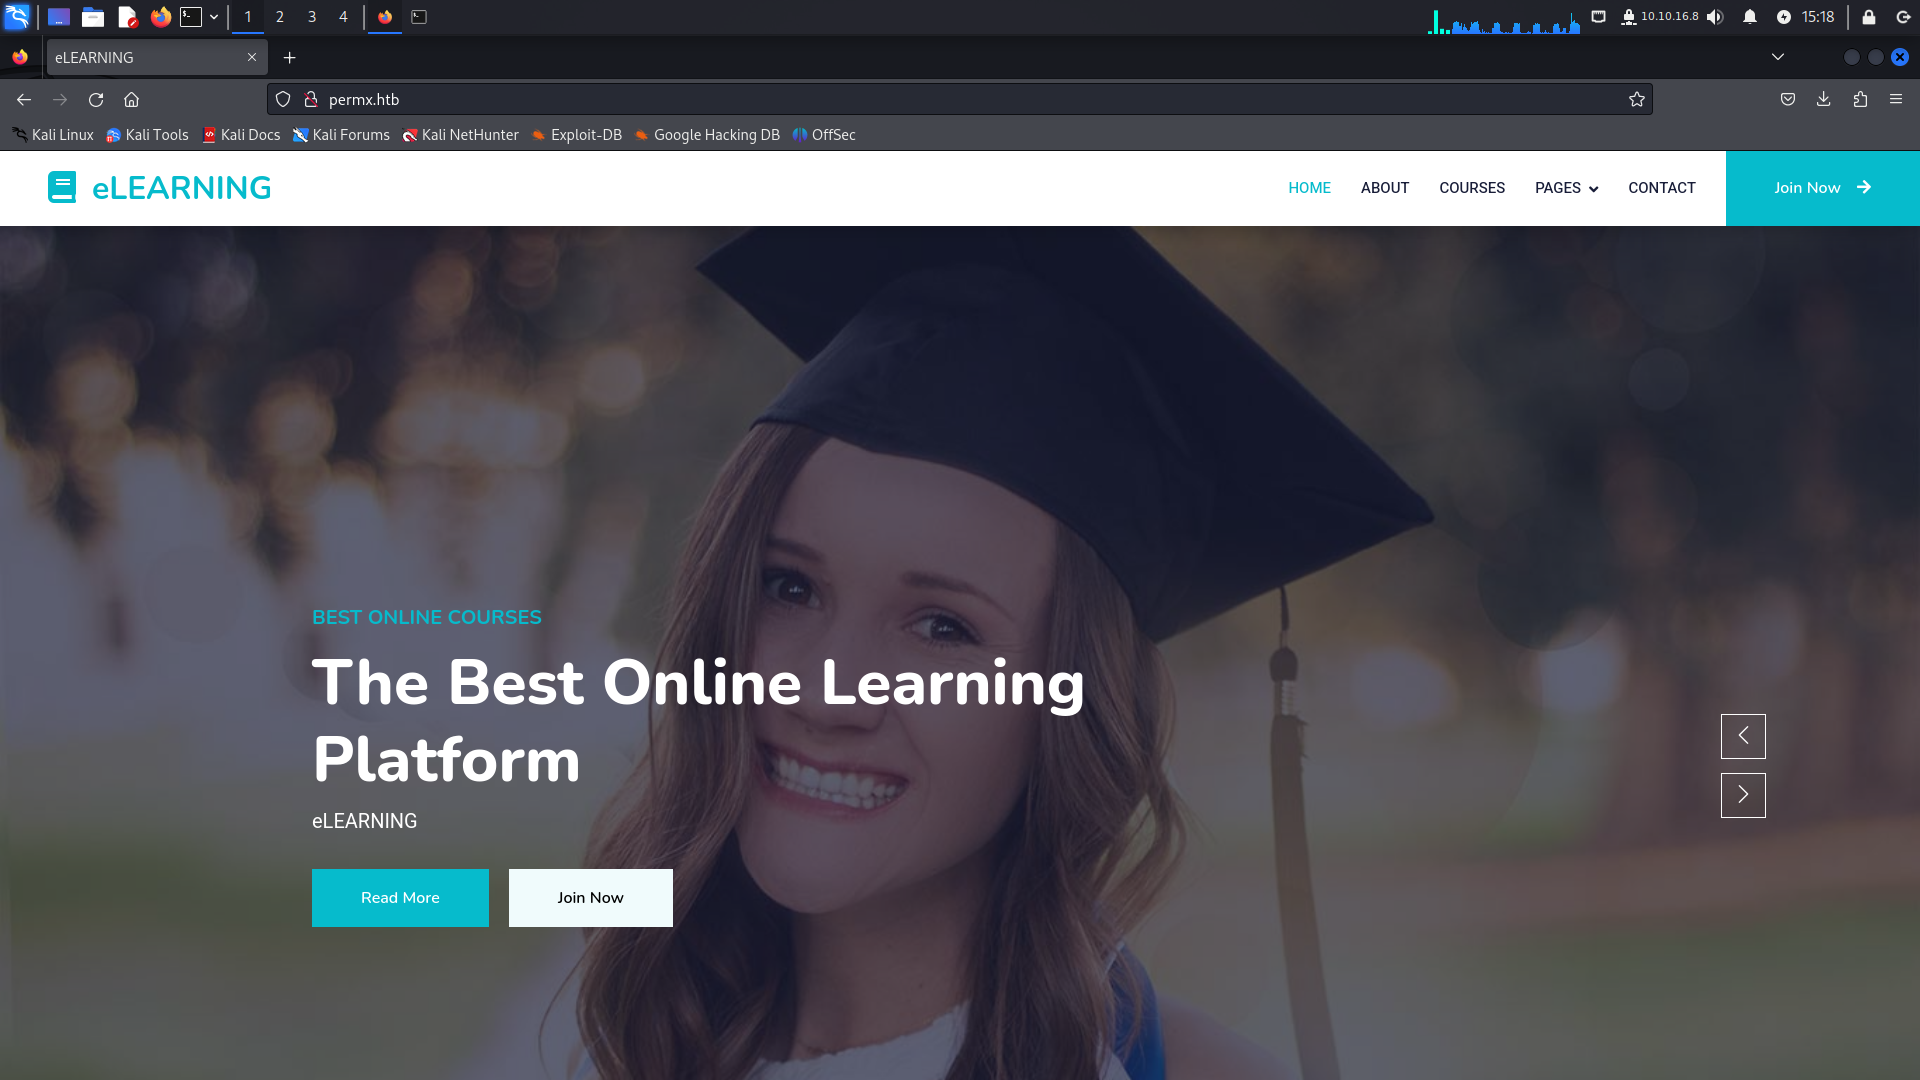 1 2 3 4 10.10.16.8 15:18
eLEARNING
permx.htb
Kali Linux Kali Tools Kali Docs Kali Forums Kali NetHunter Exploit-DB Google Hacking DB OffSec
eLEARNING HOME ABOUT COURSES PAGES CONTACT Join Now
BEST ONLINE COURSES
The Best Online Learning
Platform
eLEARNING
Read More Join Now